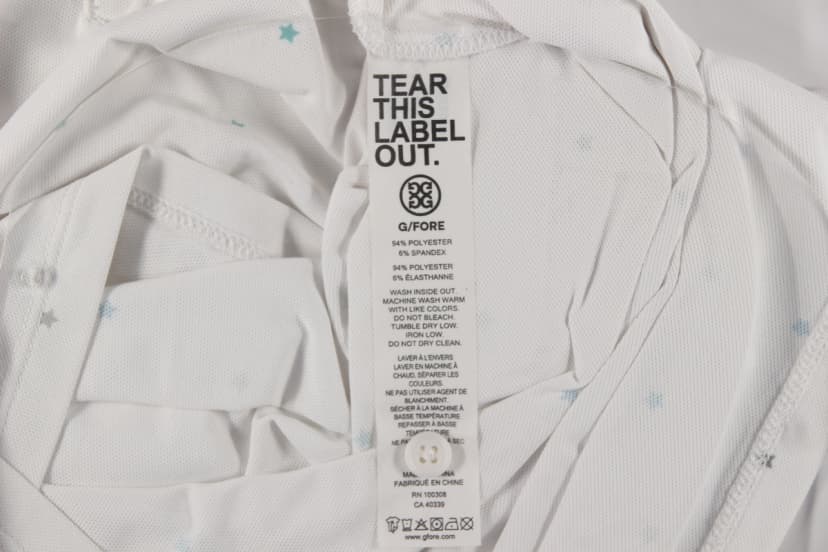 TEAR
THIS
LABEL
OUT.
G/FORE
94% POLYESTER
6% SPANDEX
94% POLYESTER
6% ÉLASTHANNE
WASH INSIDE OUT.
MACHINE WASH WARM
WITH LIKE COLORS.
DO NOT BLEACH.
TUMBLE DRY LOW.
IRON LOW.
DO NOT DRY CLEAN.
LAVER À L'ENVERS
LAVER EN MACHINE À
CHAUD, SÉPARER LES
COULEURS.
NE PAS UTILISER AGENT DE
BLANCHIMENT.
SÉCHER À LA MACHINE À
BASSE TEMPÉRATURE
REPASSER À BASSE
NE SEC
FABRIQUÉ EN CHINE
RN 100308
CA 40339
www.gfore.com